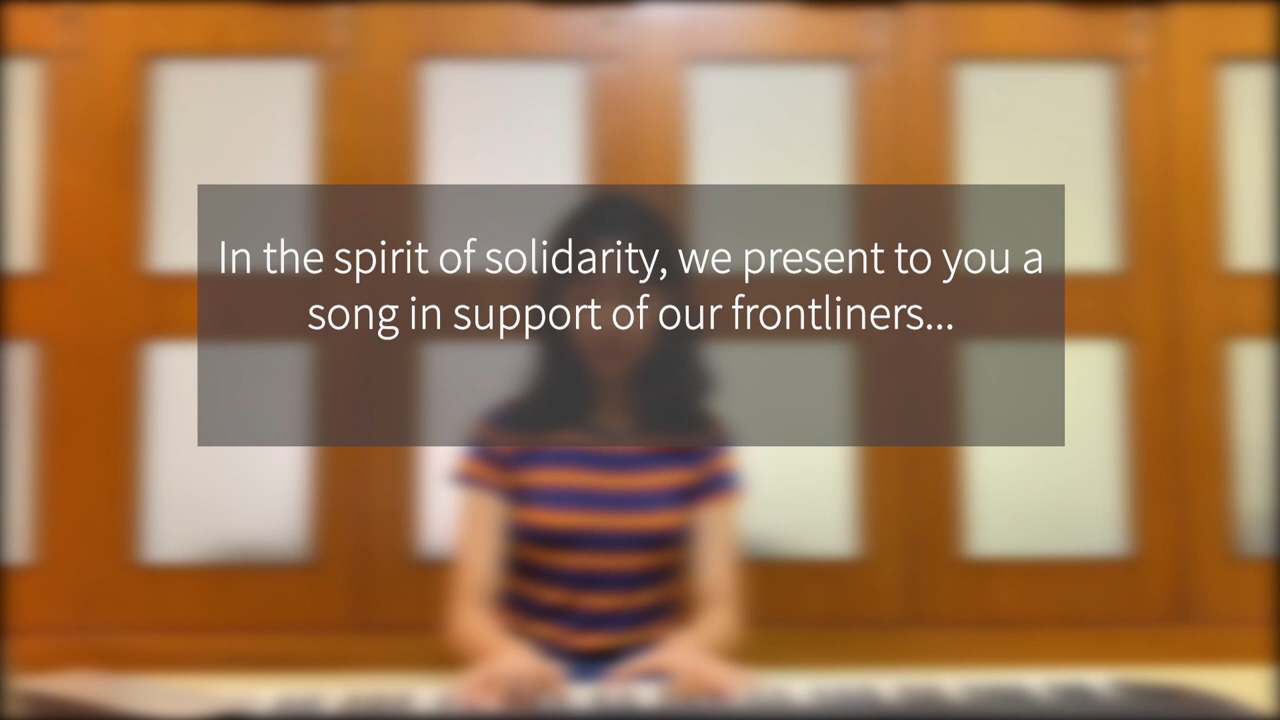 In the spirit of solidarity, we present to you a
song in support of our frontliners...